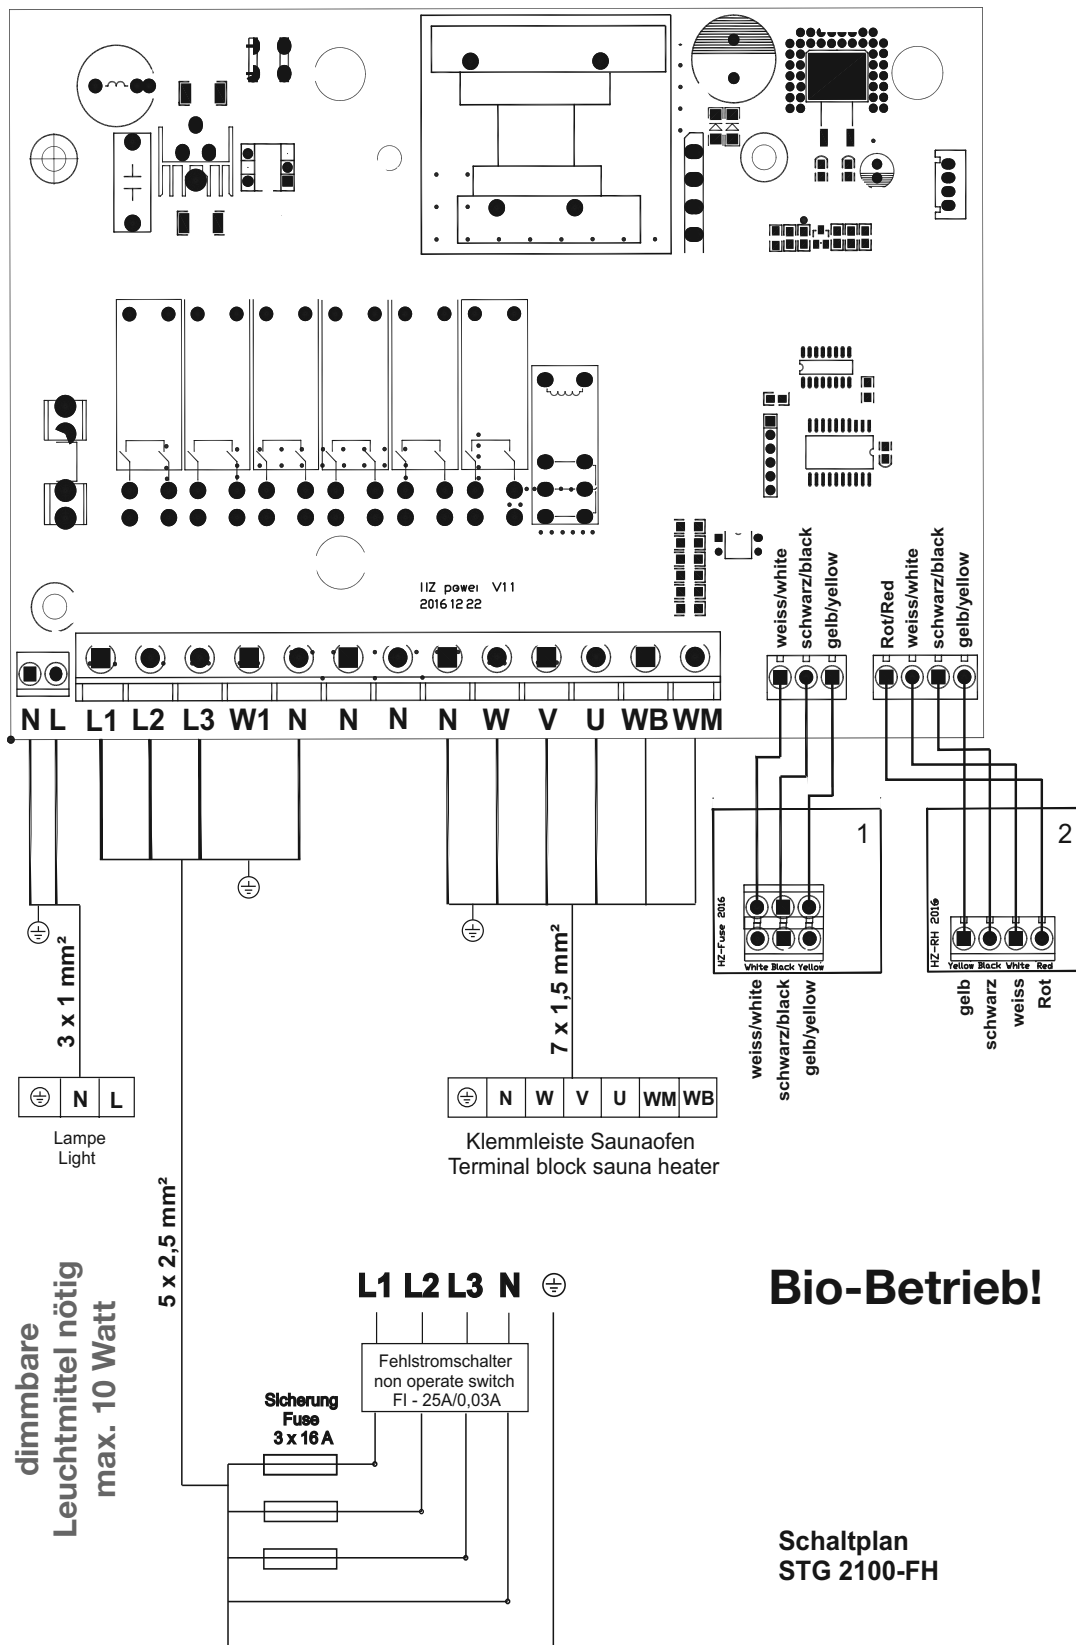 IIZ power V11
2016 12 22
weiss/white
schwarz/black
gelb/yellow
Rot/Red
weiss/white
schwarz/black
gelb/yellow
N L L1 L2 L3 W1 N N N N W V U WB WM
1
HZ-Fuse 2016
White Black Yellow
weiss/white
schwarz/black
gelb/yellow
2
HZ-RH 2016
Yellow Black White Red
gelb
schwarz
weiss
Rot
3 x 1 mm²
N L
Lampe
Light
7 x 1,5 mm²
N W V U WM WB
Klemmleiste Saunaofen
Terminal block sauna heater
5 x 2,5 mm²
dimmbare
Leuchtmittel nötig
max. 10 Watt
L1 L2 L3 N
Fehlstromschalter
non operate switch
FI - 25A/0,03A
Sicherung
Fuse
3 x 16 A
Bio-Betrieb!
Schaltplan
STG 2100-FH